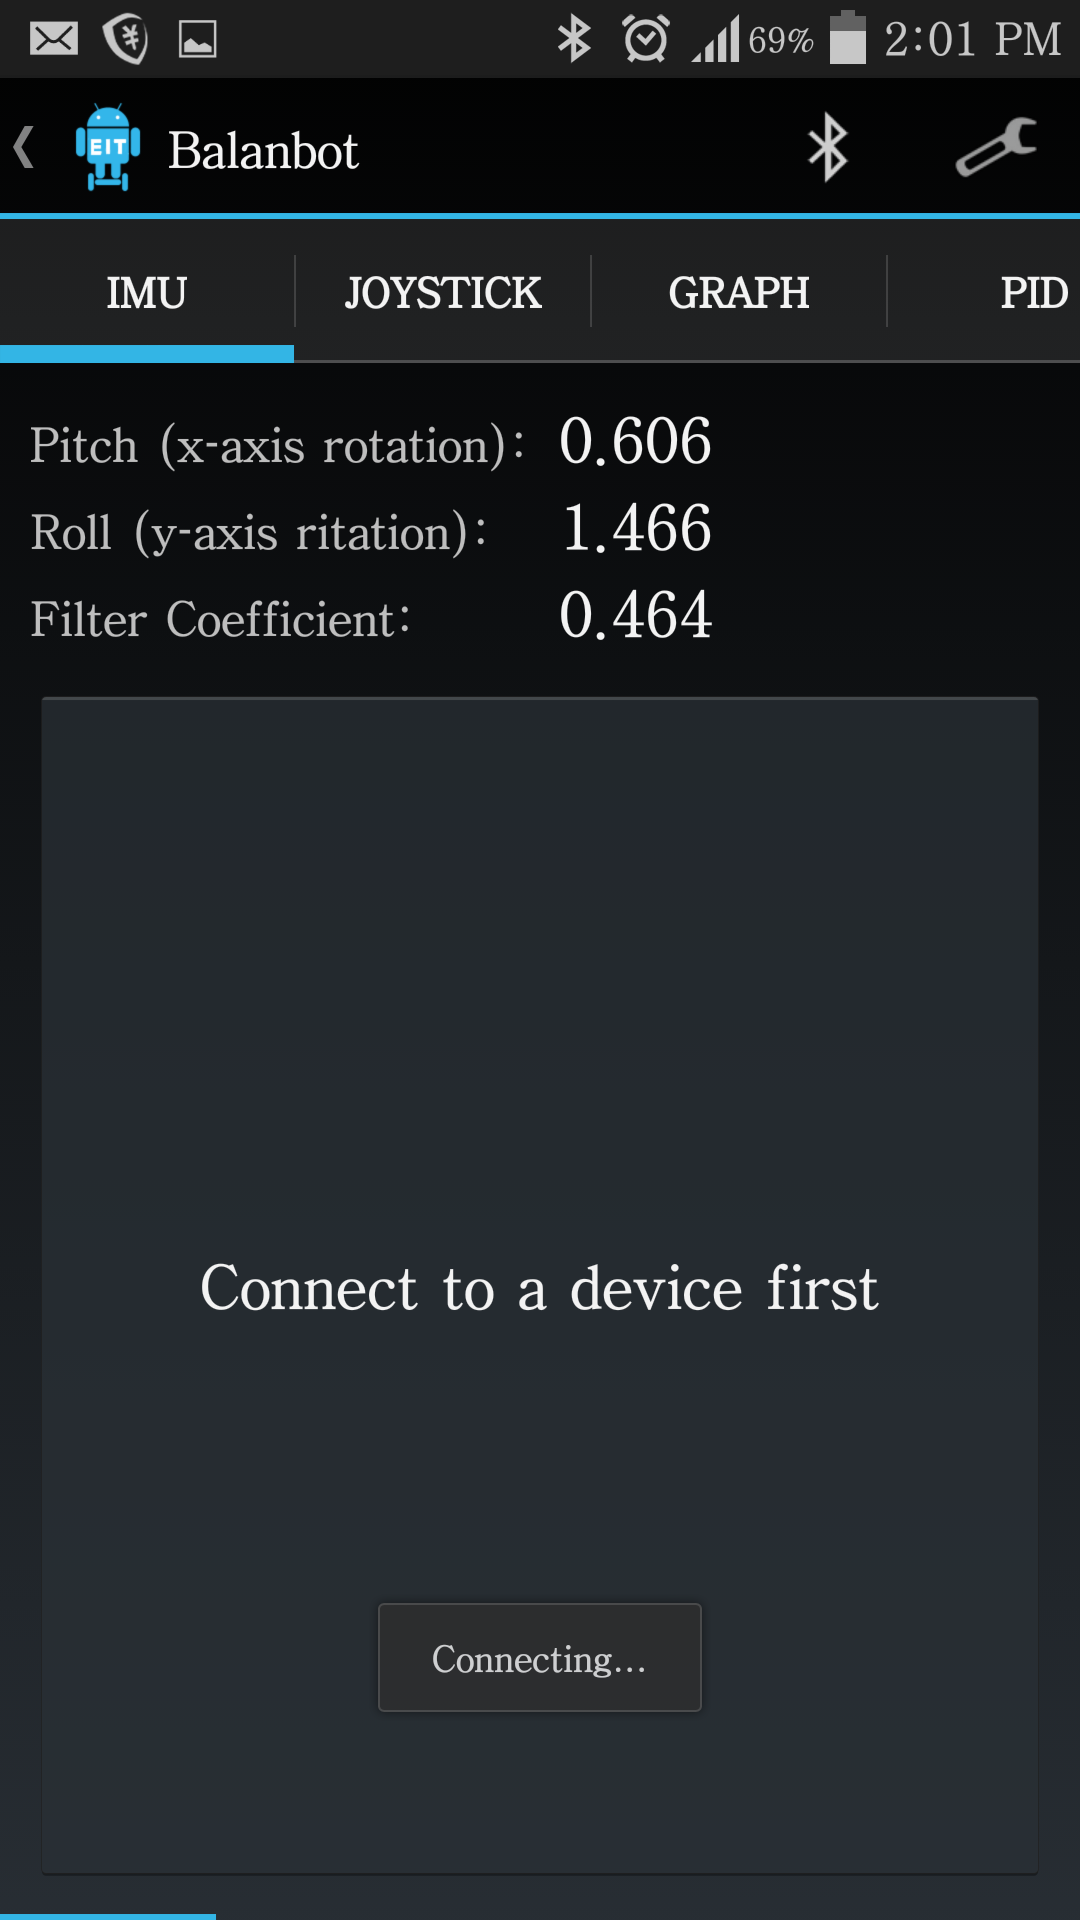 69% 2:01 PM
EIT Balanbot
IMU JOYSTICK GRAPH PID
Pitch (x-axis rotation): 0.606
Roll (y-axis ritation): 1.466
Filter Coefficient: 0.464
Connect to a device first
Connecting...